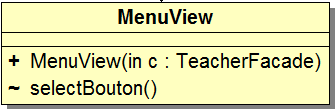 MenuView
+ MenuView(in c : TeacherFacade)
~ selectBouton()